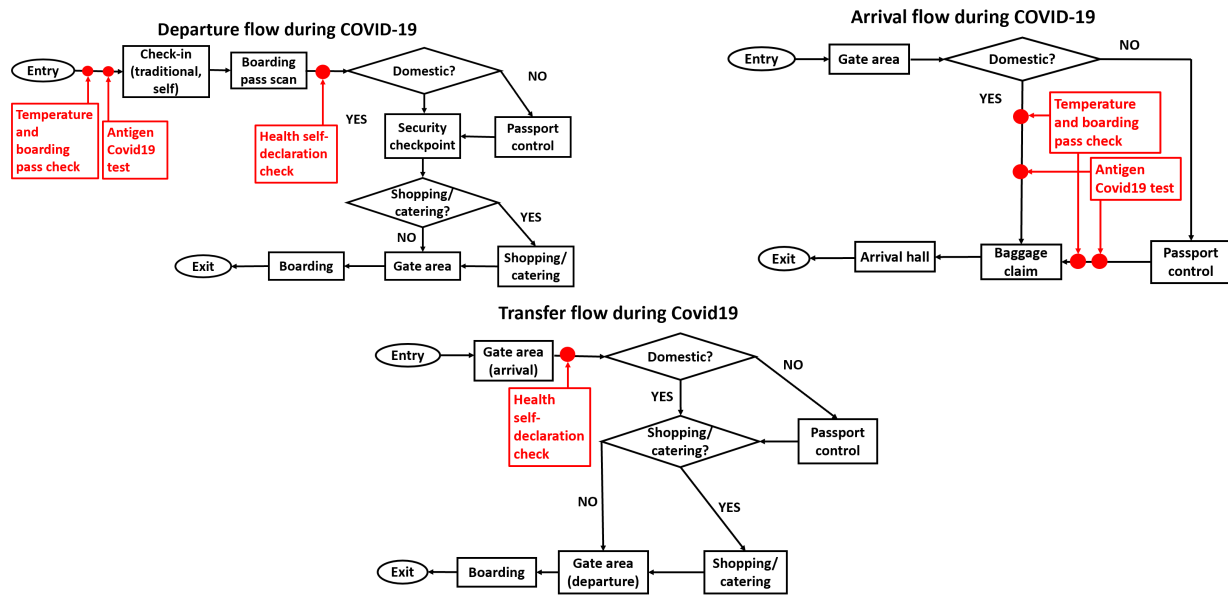 Departure flow during COVID-19
Entry
Check-in
(traditional,
self)
Boarding
pass scan
Domestic?
NO
YES
Temperature
and
boarding
pass check
Antigen
Covid19
test
Health self-
declaration
check
Security
checkpoint
Passport
control
Shopping/
catering?
YES
NO
Exit
Boarding
Gate area
Shopping/
catering
Arrival flow during COVID-19
Entry
Gate area
Domestic?
NO
YES
Temperature
and boarding
pass check
Antigen
Covid19 test
Exit
Arrival hall
Baggage
claim
Passport
control
Transfer flow during Covid19
Entry
Gate area
(arrival)
Domestic?
NO
YES
Health
self-
declaration
check
Shopping/
catering?
Passport
control
NO
YES
Exit
Boarding
Gate area
(departure)
Shopping/
catering